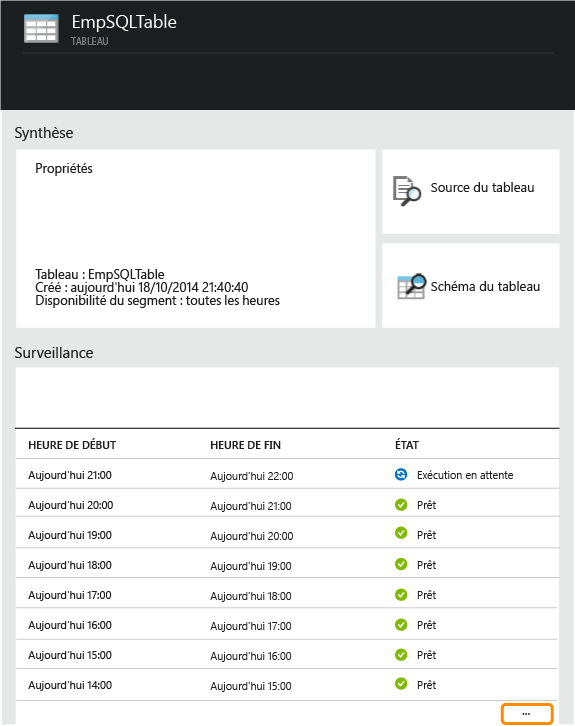 EmpSQLTable
TABLEAU
Synthèse
Propriétés
Tableau : EmpSQLTable
Créé : aujourd'hui 18/10/2014 21:40:40
Disponibilité du segment : toutes les heures
Source du tableau
Schéma du tableau
Surveillance
HEURE DE DÉBUT HEURE DE FIN ÉTAT
Aujourd'hui 21:00 Aujourd'hui 22:00 Exécution en attente
Aujourd'hui 20:00 Aujourd'hui 21:00 Prêt
Aujourd'hui 19:00 Aujourd'hui 20:00 Prêt
Aujourd'hui 18:00 Aujourd'hui 19:00 Prêt
Aujourd'hui 17:00 Aujourd'hui 18:00 Prêt
Aujourd'hui 16:00 Aujourd'hui 17:00 Prêt
Aujourd'hui 15:00 Aujourd'hui 16:00 Prêt
Aujourd'hui 14:00 Aujourd'hui 15:00 Prêt
...